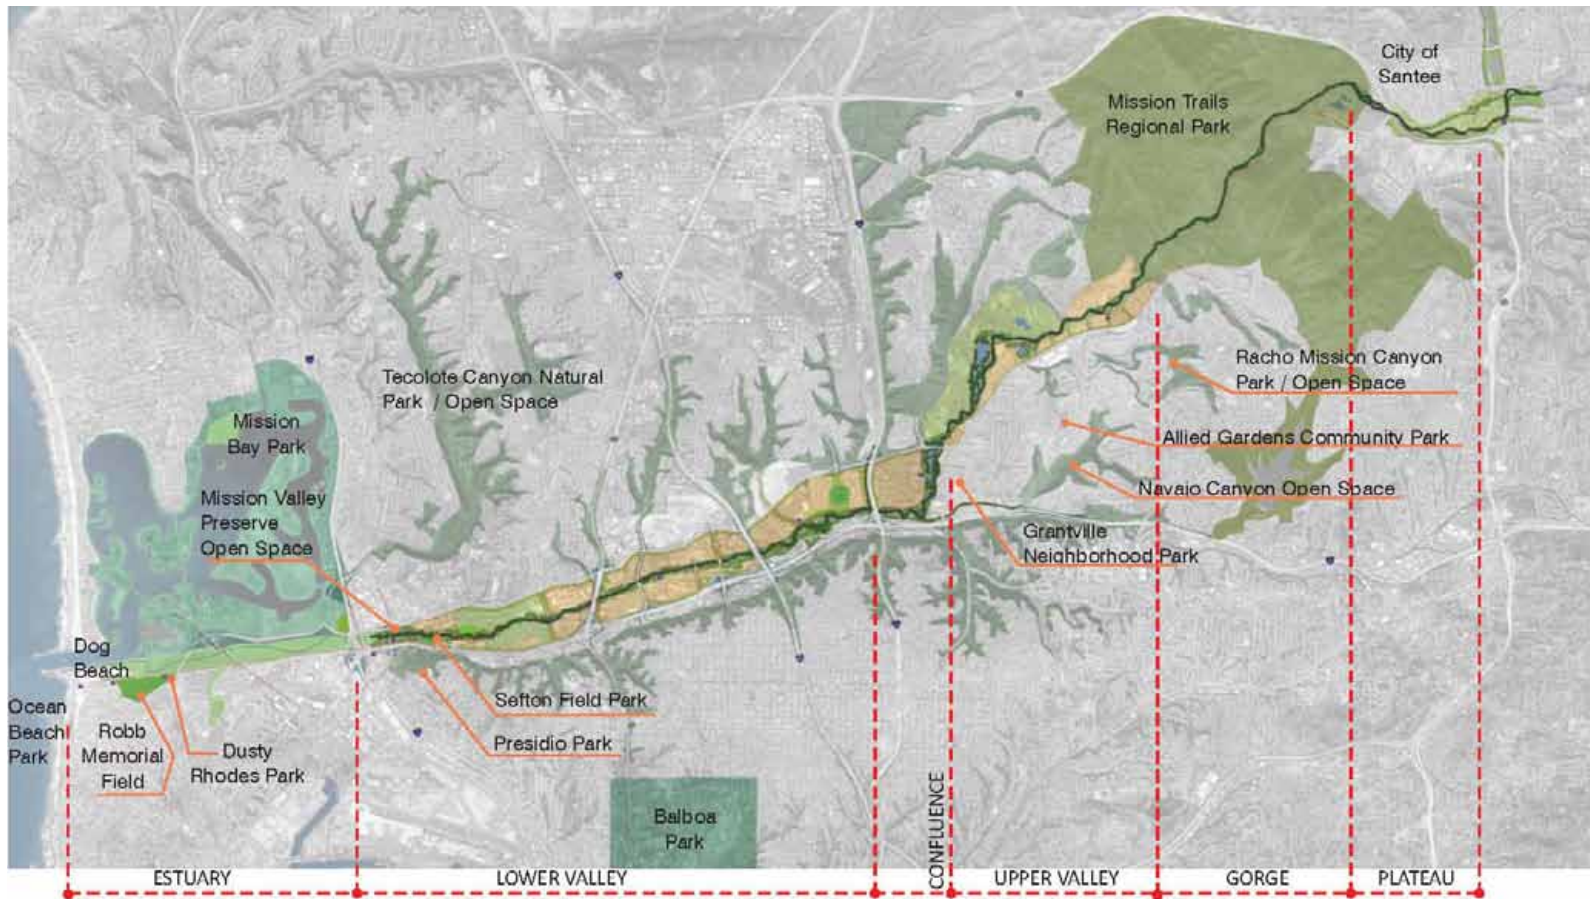 City of
Santee
Mission Trails
Regional Park
Racho Mission Canyon
Park / Open Space
Tecolote Canyon Natural
Park / Open Space
Mission
Bay Park
Allied Gardens Community Park
Navajo Canyon Open Space
Mission Valley
Preserve
Open Space
Grantville
Neighborhood Park
Dog
Beach
Sefton Field Park
Ocean
Beach
Park
Robb
Memorial
Field
Dusty
Rhodes Park
Presidio Park
Balboa
Park
ESTUARY
LOWER VALLEY
CONFLUENCE
UPPER VALLEY
GORGE
PLATEAU